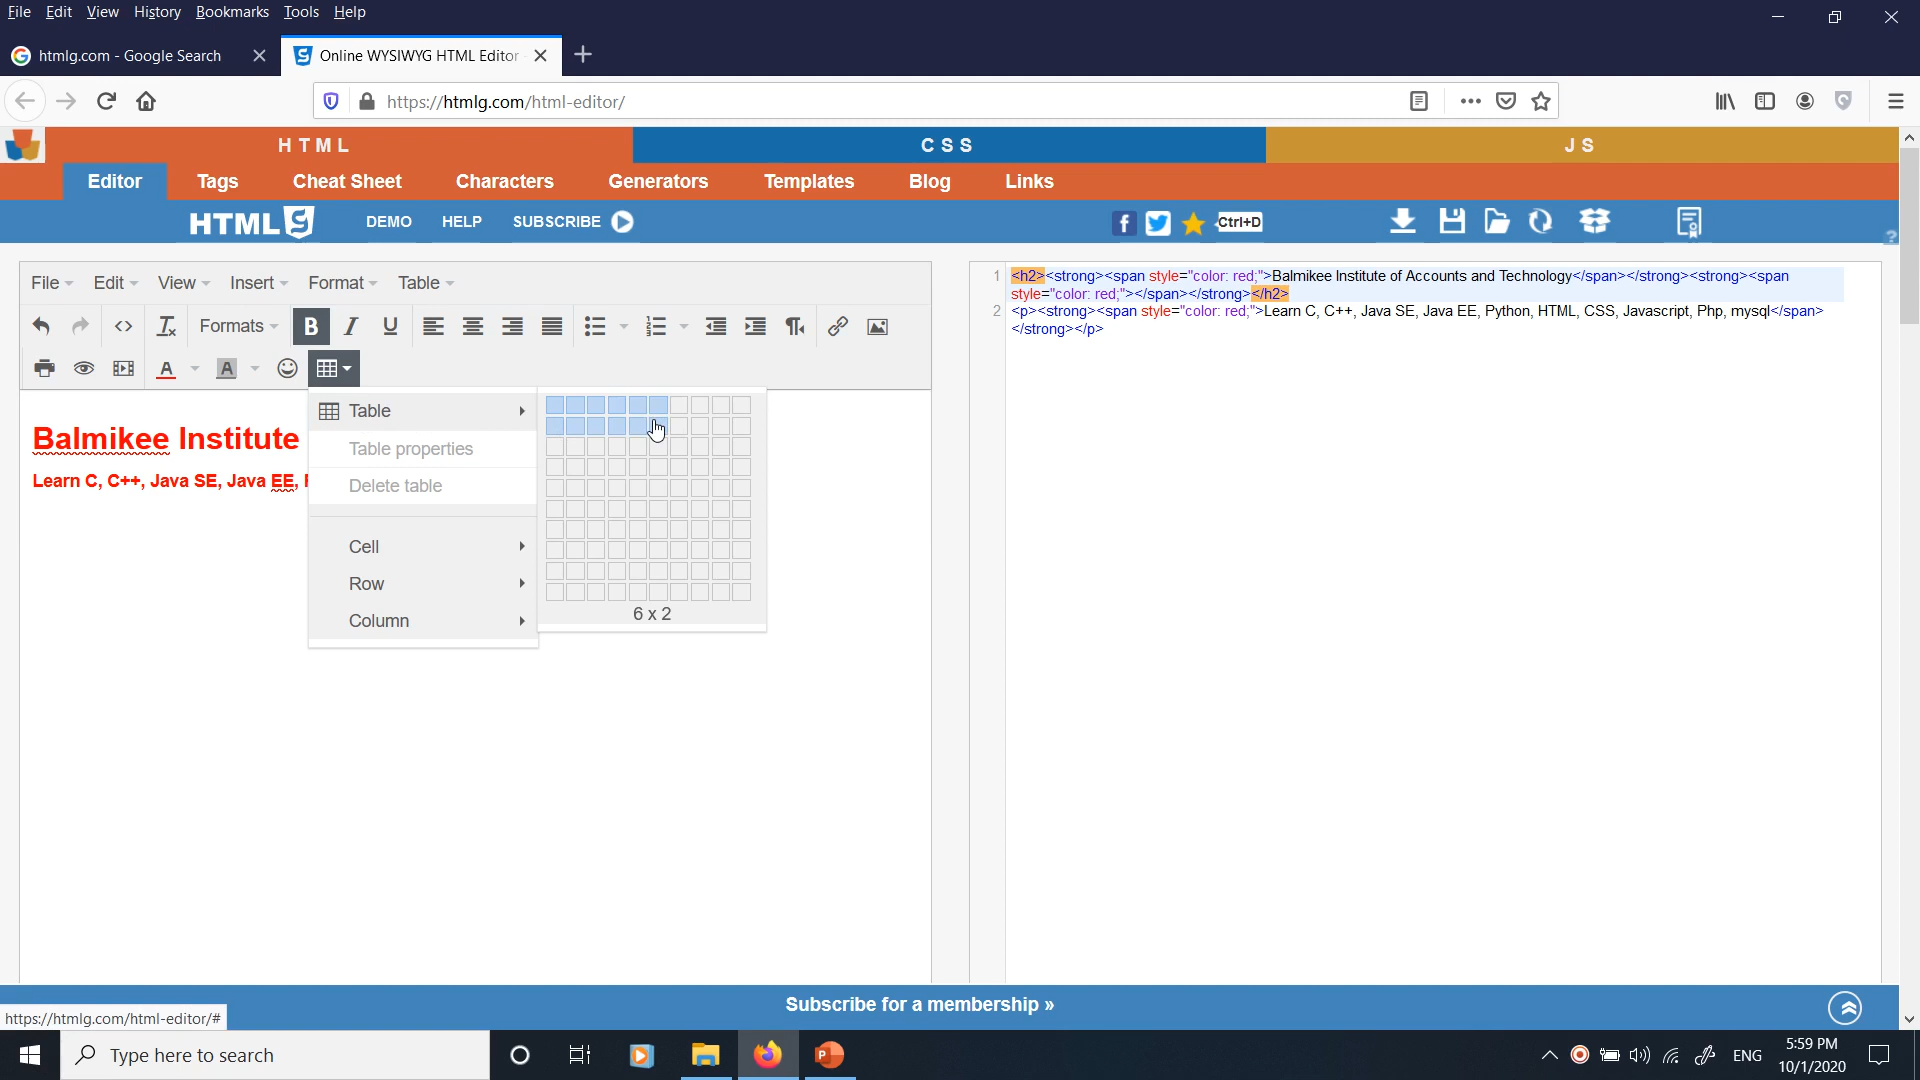 File Edit View History Bookmarks Tools Help
htmlg.com - Google Search
Online WYSIWYG HTML Editor
https://htmlg.com/html-editor/
HTML
CSS
JS
Editor Tags Cheat Sheet Characters Generators Templates Blog Links
HTML
DEMO HELP SUBSCRIBE
Ctrl+D
?
File Edit View Insert Format Table
Formats
B I U
A A
Table
Table properties
Delete table
Cell
Row
Column
6 x 2
Balmikee Institute
Learn C, C++, Java SE, Java EE,
1 <h2><strong><span style="color: red;">Balmikee Institute of Accounts and Technology</span></strong><strong><span
style="color: red;"></span></strong></h2>
2 <p><strong><span style="color: red;">Learn C, C++, Java SE, Java EE, Python, HTML, CSS, Javascript, Php, mysql</span>
</strong></p>
Subscribe for a membership »
https://htmlg.com/html-editor/#
Type here to search
ENG
5:59 PM
10/1/2020